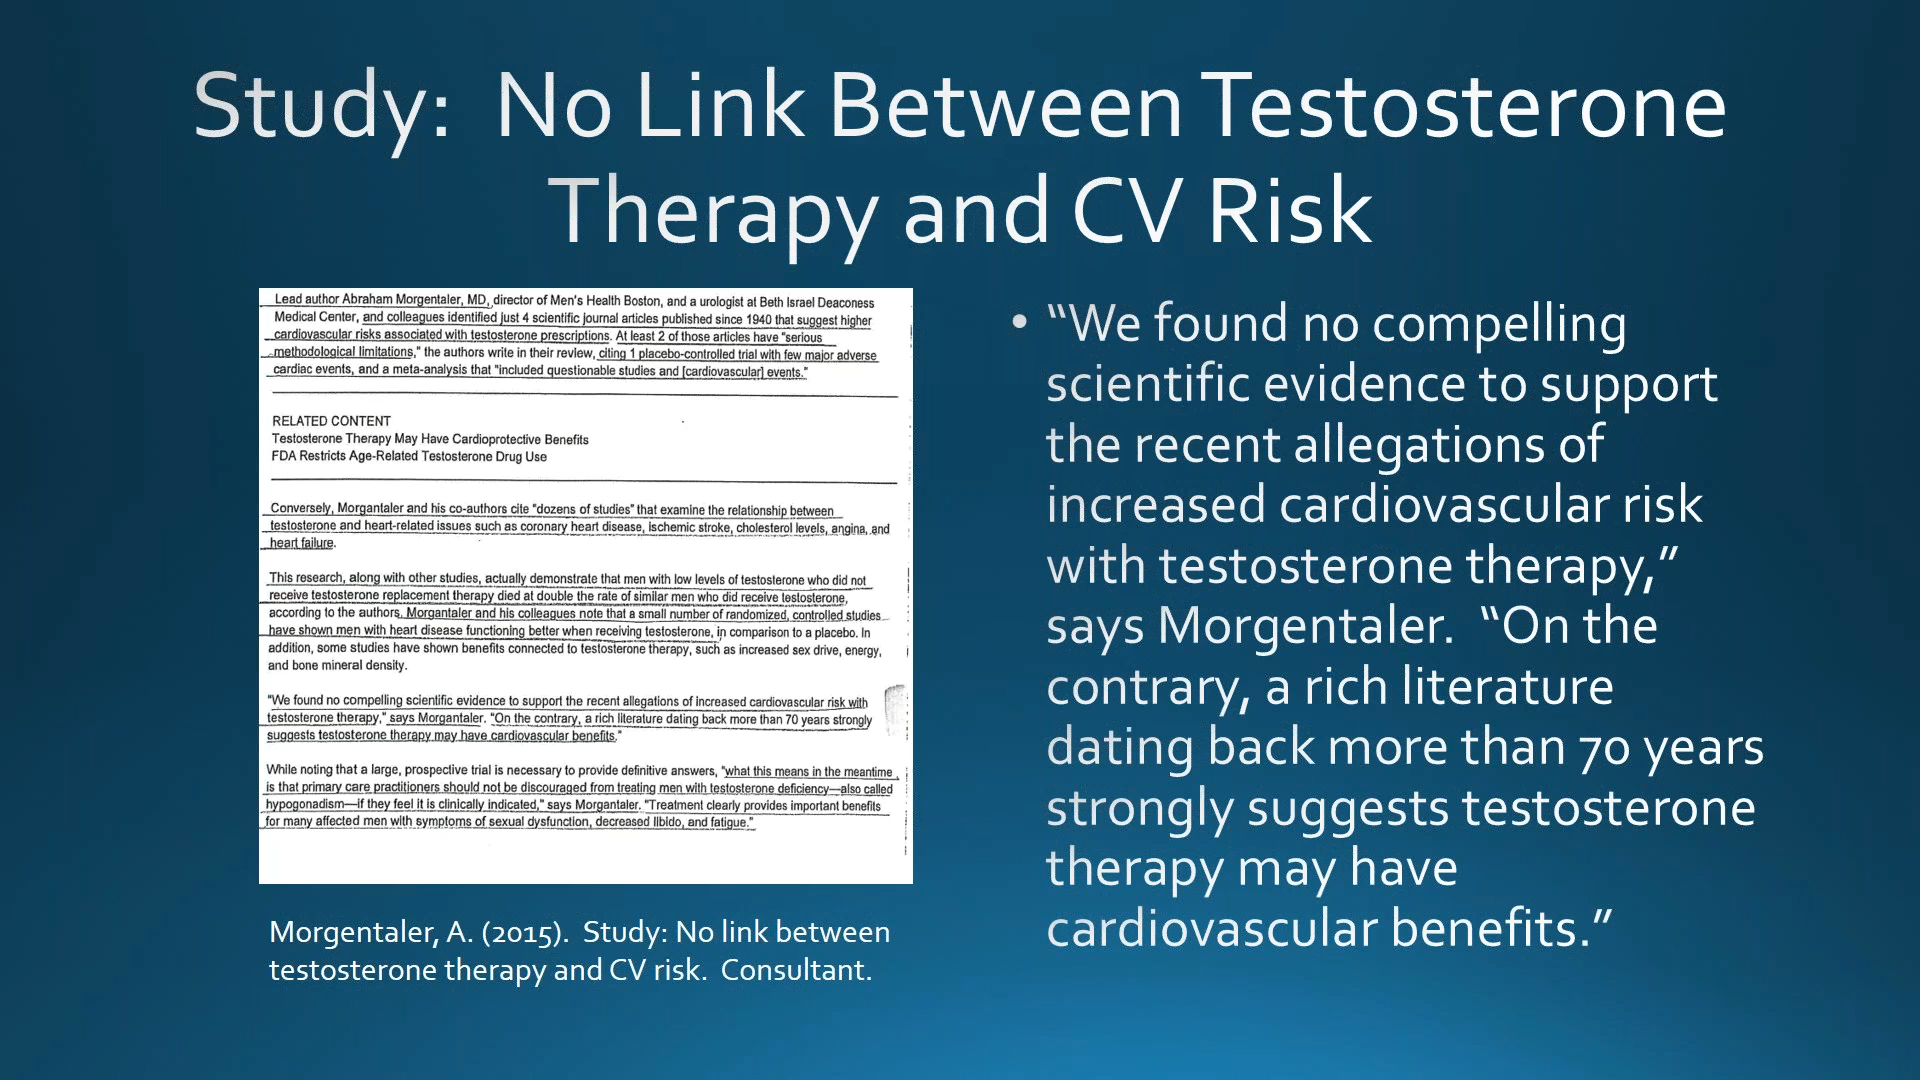 Study:  No Link Between Testosterone
Therapy and CV Risk
Lead author Abraham Morgentaler, MD, director of Men's Health Boston, and a urologist at Beth Israel Deaconess
Medical Center, and colleagues identified just 4 scientific journal articles published since 1940 that suggest higher
cardiovascular risks associated with testosterone prescriptions. At least 2 of those articles have "serious
methodological limitations," the authors write in their review, citing 1 placebo-controlled trial with few major adverse
cardiac events, and a meta-analysis that "included questionable studies and [cardiovascular] events."
RELATED CONTENT
Testosterone Therapy May Have Cardioprotective Benefits
FDA Restricts Age-Related Testosterone Drug Use
Conversely, Morgantaler and his co-authors cite "dozens of studies" that examine the relationship between
testosterone and heart-related issues such as coronary heart disease, ischemic stroke, cholesterol levels, angina, and
heart failure.
This research, along with other studies, actually demonstrate that men with low levels of testosterone who did not
receive testosterone replacement therapy died at double the rate of similar men who did receive testosterone,
according to the authors. Morgantaler and his colleagues note that a small number of randomized, controlled studies
have shown men with heart disease functioning better when receiving testosterone, in comparison to a placebo. In
addition, some studies have shown benefits connected to testosterone therapy, such as increased sex drive, energy,
and bone mineral density.
"We found no compelling scientific evidence to support the recent allegations of increased cardiovascular risk with
testosterone therapy," says Morgentaler. "On the contrary, a rich literature dating back more than 70 years strongly
suggests testosterone therapy may have cardiovascular benefits."
While noting that a large, prospective trial is necessary to provide definitive answers, "what this means in the meantime
is that primary care practitioners should not be discouraged from treating men with testosterone deficiency—also called
hypogonadism—if they feel it is clinically indicated," says Morgentaler. "Treatment clearly provides important benefits
for many affected men with symptoms of sexual dysfunction, decreased libido, and fatigue."
Morgentaler, A. (2015).  Study: No link between
testosterone therapy and CV risk.  Consultant.
• “We found no compelling
scientific evidence to support
the recent allegations of
increased cardiovascular risk
with testosterone therapy,”
says Morgentaler.  “On the
contrary, a rich literature
dating back more than 70 years
strongly suggests testosterone
therapy may have
cardiovascular benefits.”